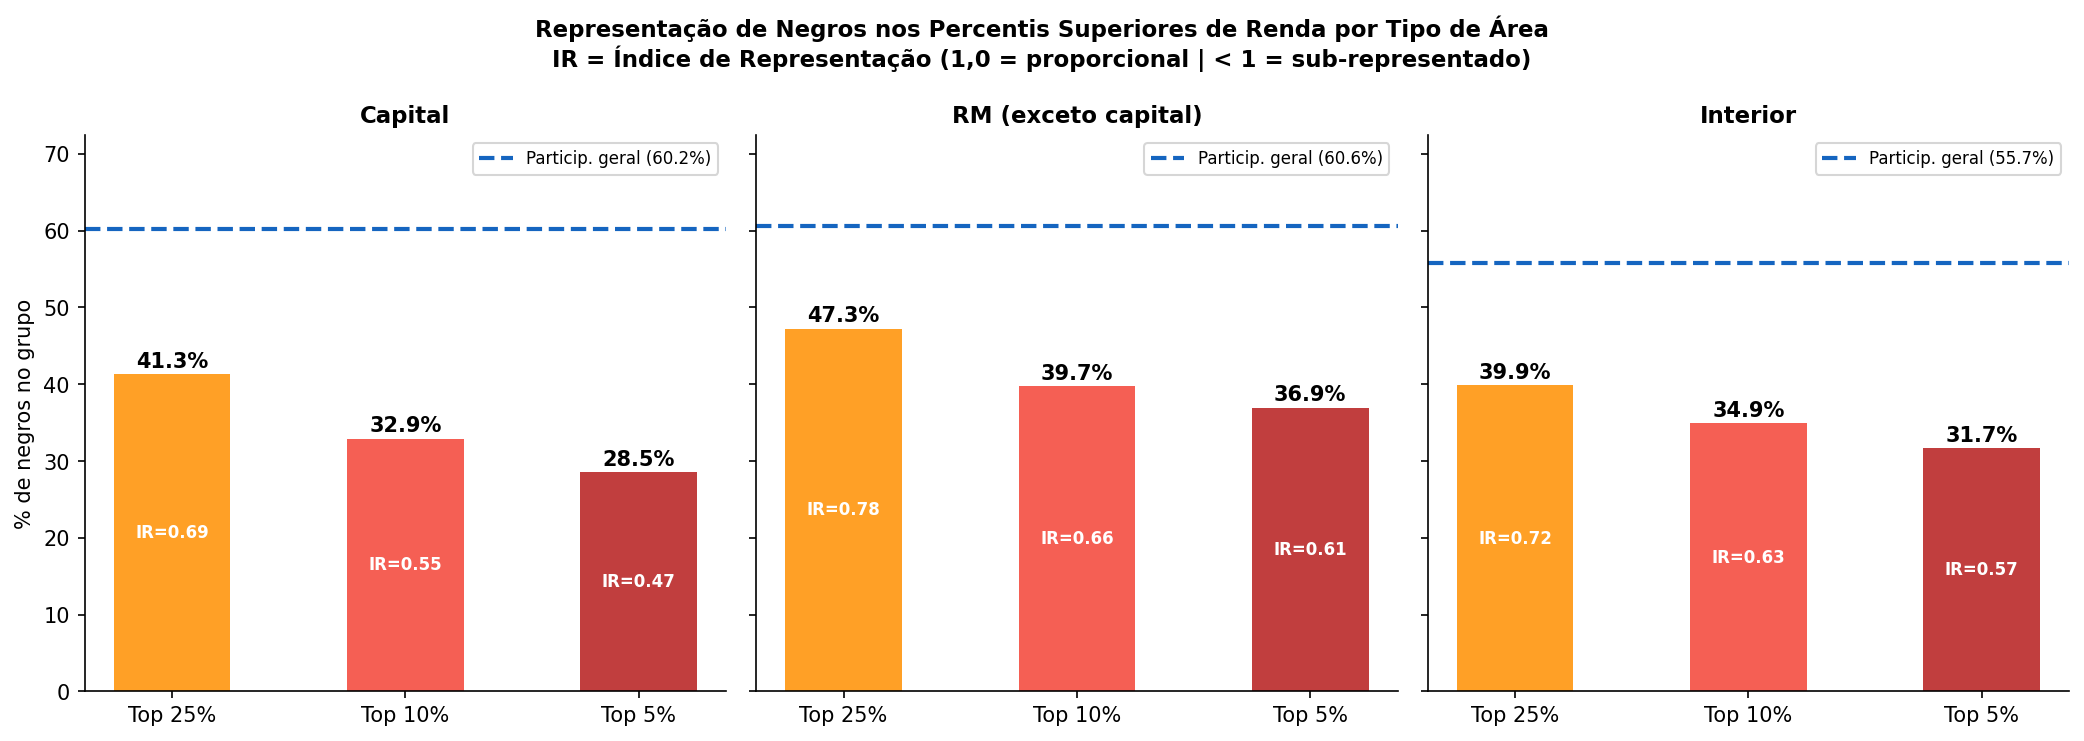 Representação de Negros nos Percentis Superiores de Renda por Tipo de Área
IR = Índice de Representação (1,0 = proporcional | < 1 = sub-representado)
Capital
Particip. geral (60.2%)
% de negros no grupo
70
60
50
40
30
20
10
0
41.3%
32.9%
28.5%
IR=0.69
IR=0.55
IR=0.47
Top 25%
Top 10%
Top 5%
RM (exceto capital)
Particip. geral (60.6%)
47.3%
39.7%
36.9%
IR=0.78
IR=0.66
IR=0.61
Top 25%
Top 10%
Top 5%
Interior
Particip. geral (55.7%)
39.9%
34.9%
31.7%
IR=0.72
IR=0.63
IR=0.57
Top 25%
Top 10%
Top 5%